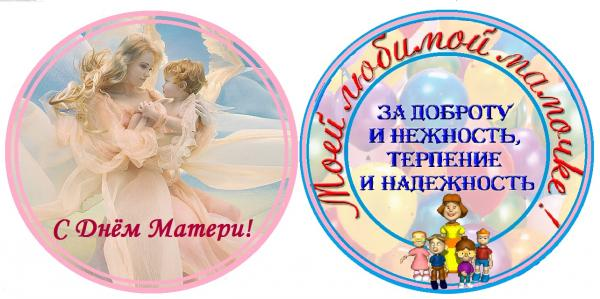 С Днём Матери!
Моей любимой мамочке!
ЗА ДОБРОТУ
И НЕЖНОСТЬ,
ТЕРПЕНИЕ
И НАДЕЖНОСТЬ